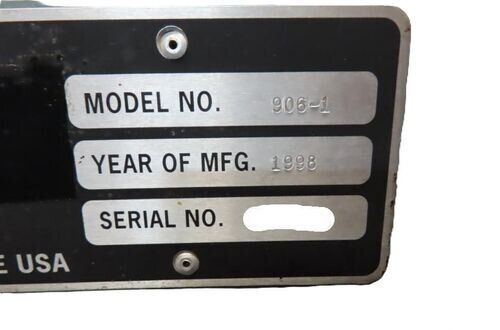 MODEL NO. 906-1
YEAR OF MFG. 1998
SERIAL NO.
E USA